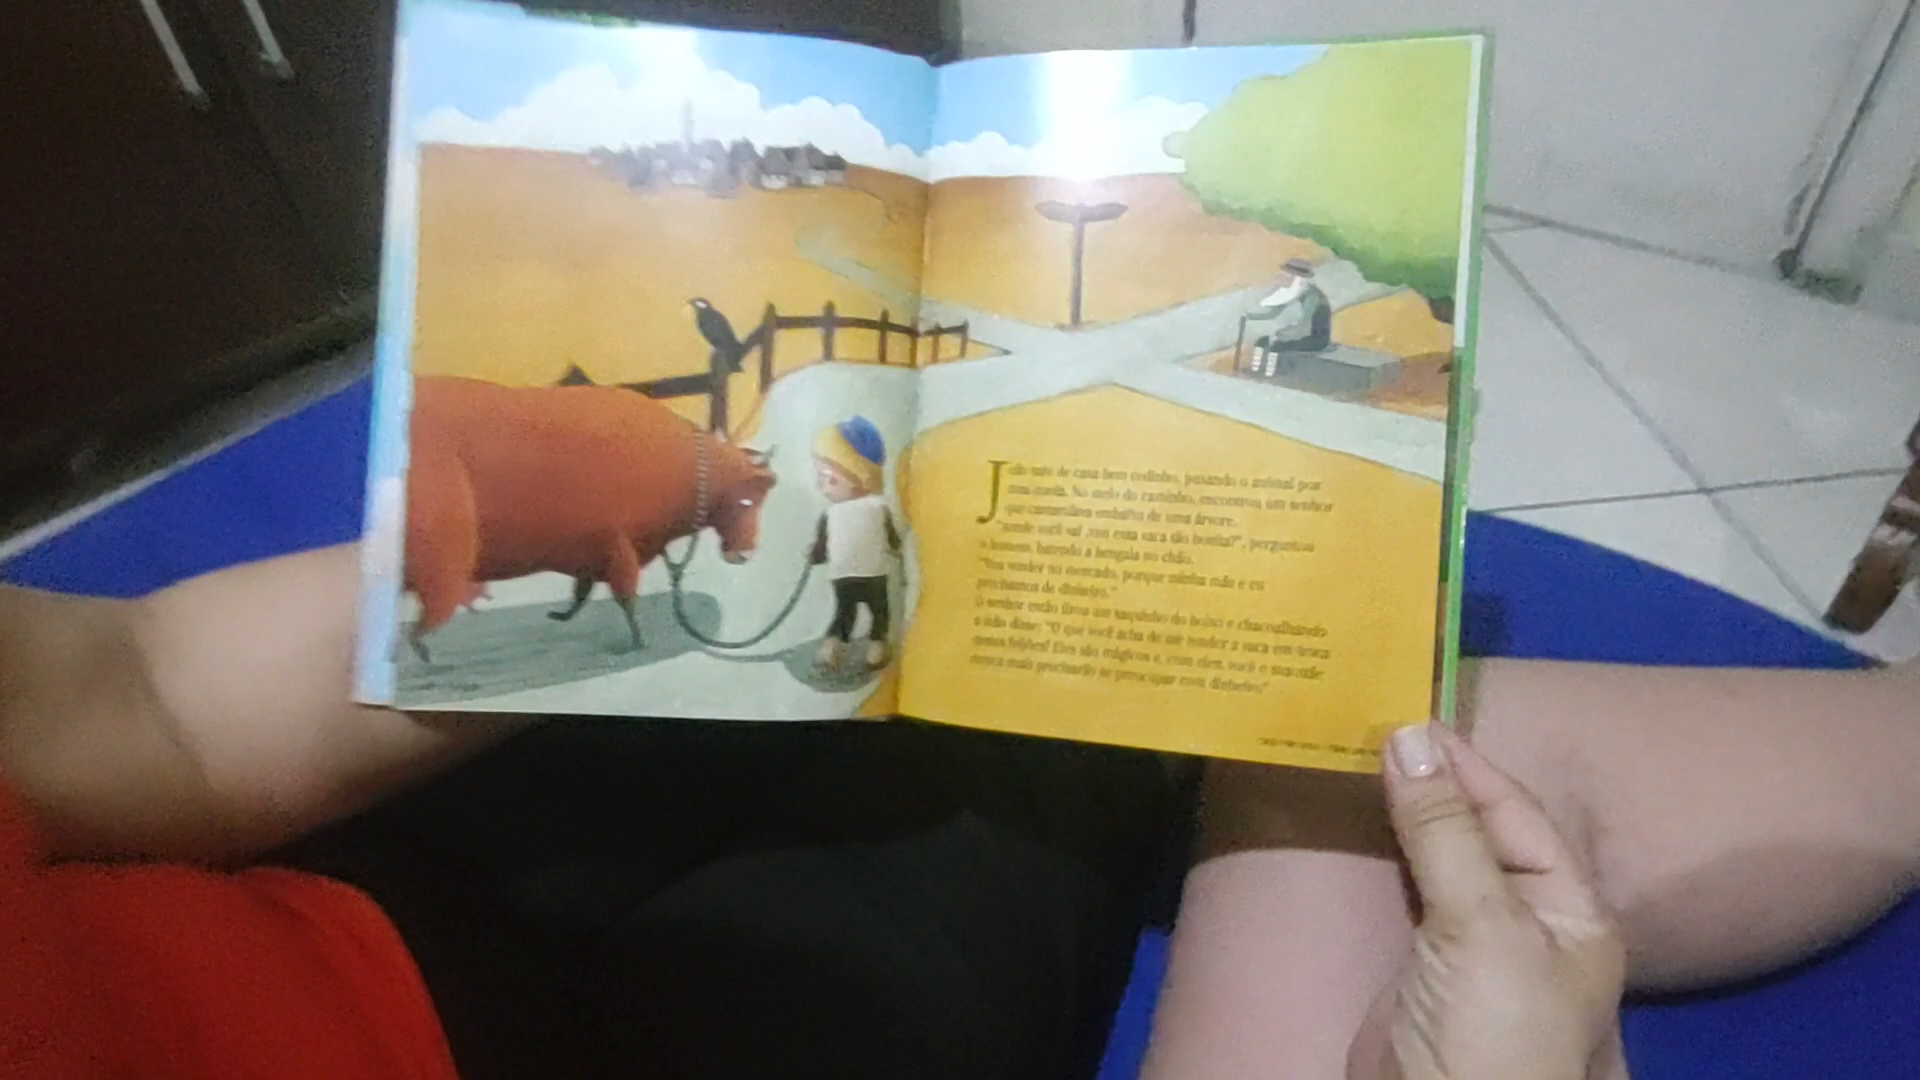 João saiu de casa bem cedinho, puxando o animal por
uma corda. No meio do caminho, encontrou um senhor
que cantarolava embaixo de uma árvore.
"Aonde você vai com essa vaca tão bonita?", perguntou
o homem, batendo a bengala no chão.
"Vou vender no mercado, porque minha mãe e eu
precisamos de dinheiro."
O senhor então tirou um saquinho do bolso e chacoalhando
a mão disse: "O que você acha de me vender a vaca em troca
destes feijões? Eles são mágicos e, com eles, você e sua mãe
nunca mais precisarão se preocupar com dinheiro"